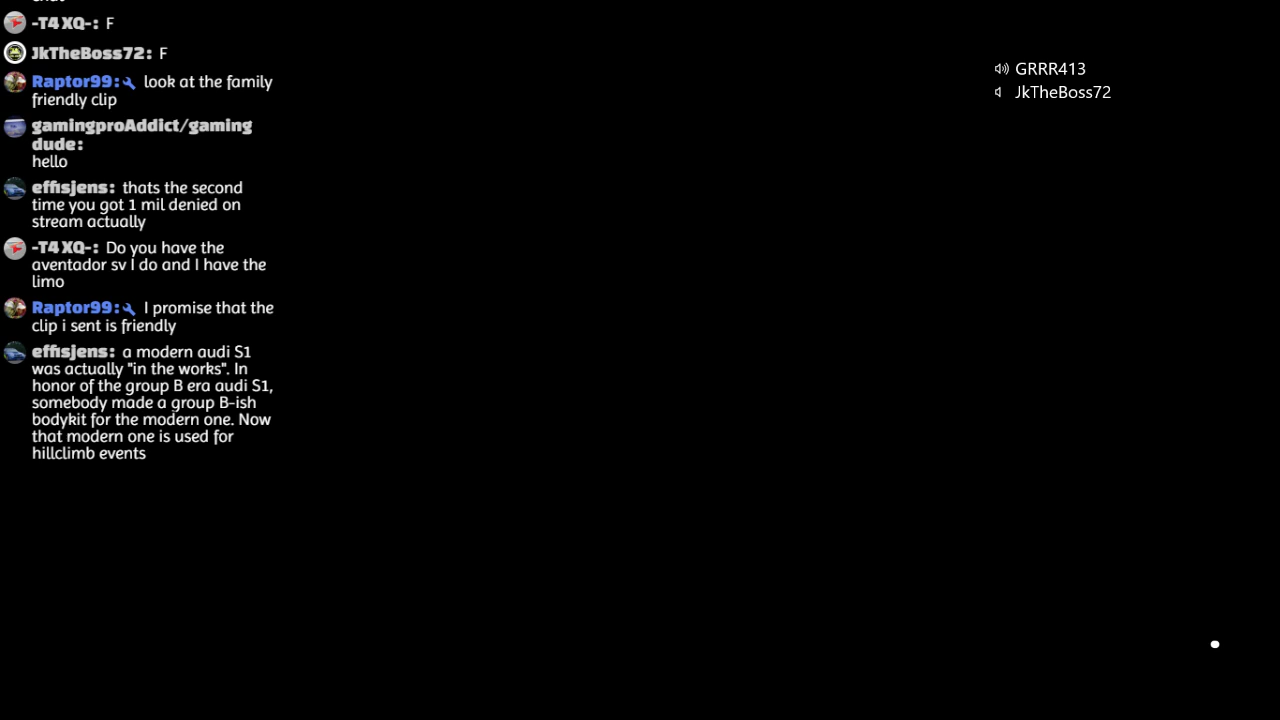 -T4 XQ-: F
JkTheBoss72: F
Raptor99: look at the family
friendly clip
gamingproAddict/gaming
dude:
hello
effisjens: thats the second
time you got 1 mil denied on
stream actually
-T4 XQ-: Do you have the
aventador sv I do and I have the
limo
Raptor99: I promise that the
clip i sent is friendly
effisjens: a modern audi S1
was actually "in the works". In
honor of the group B era audi S1,
somebody made a group B-ish
bodykit for the modern one. Now
that modern one is used for
hillclimb events
GRRR413
JkTheBoss72